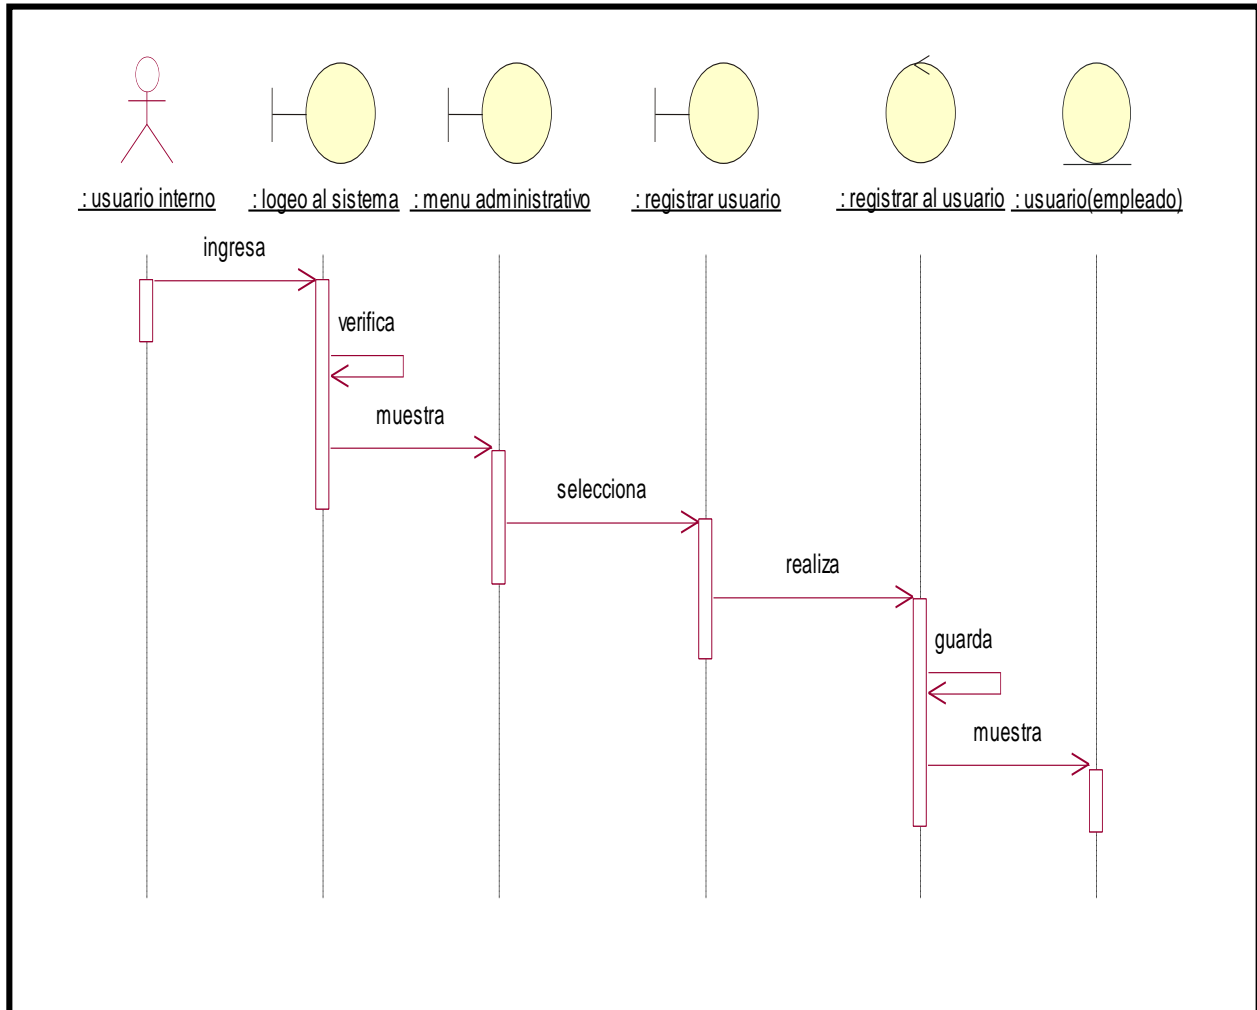 : usuario interno
: logeo al sistema
: menu administrativo
: registrar usuario
: registrar al usuario
: usuario(empleado)
ingresa
verifica
muestra
selecciona
realiza
guarda
muestra